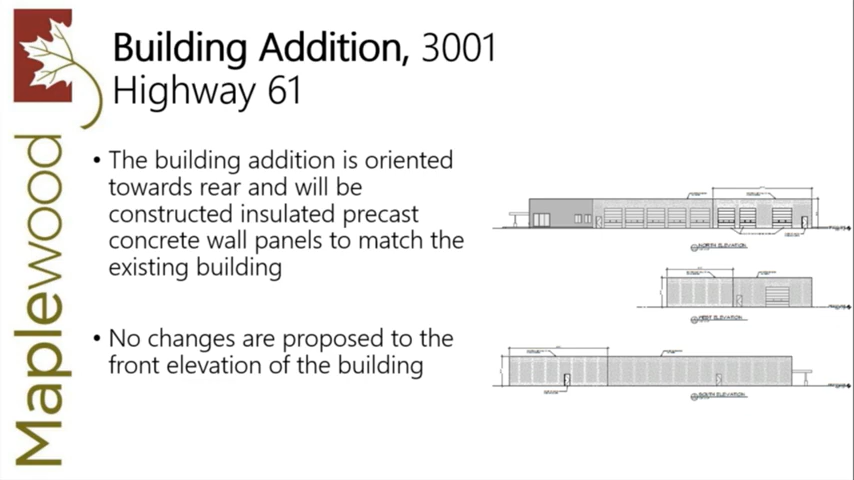 Maplewood
Building Addition, 3001
Highway 61
• The building addition is oriented
towards rear and will be
constructed insulated precast
concrete wall panels to match the
existing building
• No changes are proposed to the
front elevation of the building
NORTH ELEVATION
WEST ELEVATION
SOUTH ELEVATION